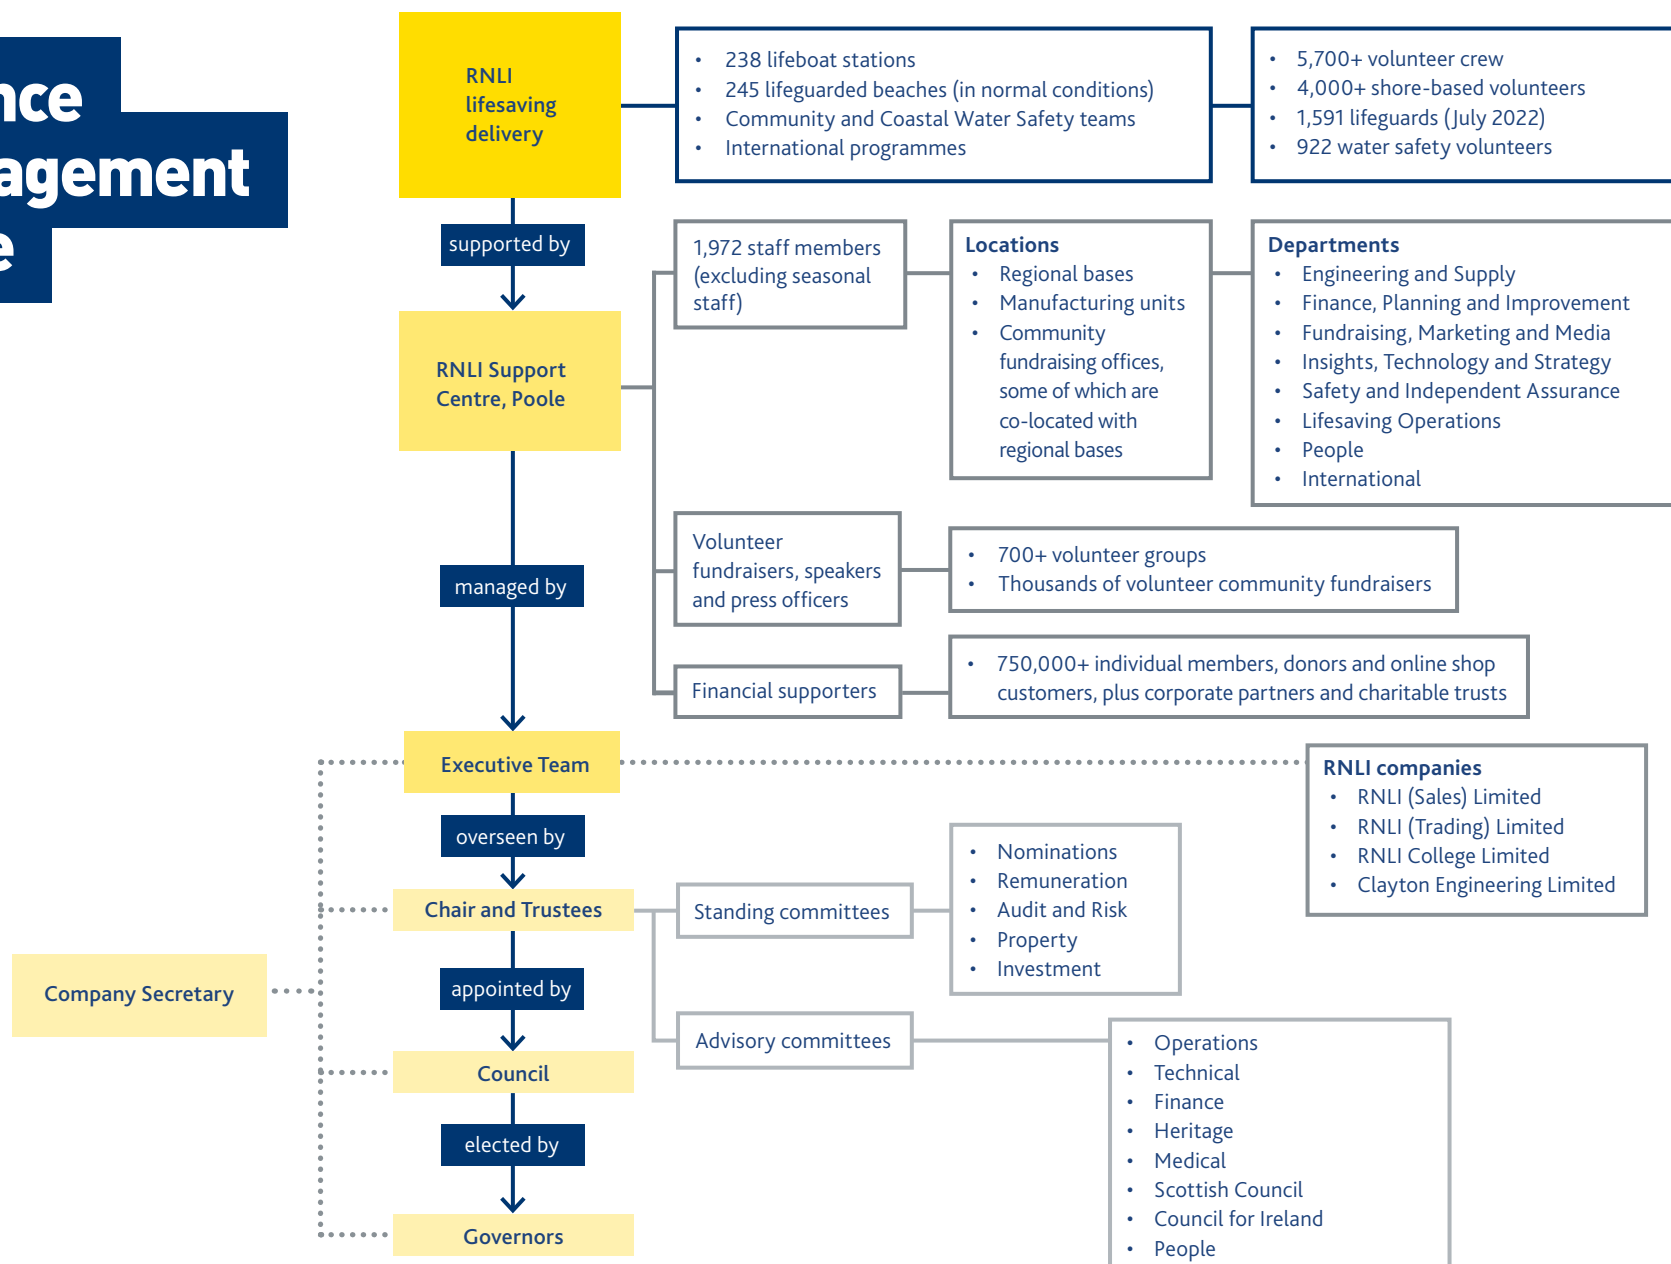 nce
agement
e
RNLI
lifesaving
delivery
• 238 lifeboat stations
• 245 lifeguarded beaches (in normal conditions)
• Community and Coastal Water Safety teams
• International programmes
• 5,700+ volunteer crew
• 4,000+ shore-based volunteers
• 1,591 lifeguards (July 2022)
• 922 water safety volunteers
supported by
RNLI Support
Centre, Poole
1,972 staff members
(excluding seasonal
staff)
Locations
• Regional bases
• Manufacturing units
• Community
fundraising offices,
some of which are
co-located with
regional bases
Departments
• Engineering and Supply
• Finance, Planning and Improvement
• Fundraising, Marketing and Media
• Insights, Technology and Strategy
• Safety and Independent Assurance
• Lifesaving Operations
• People
• International
Volunteer
fundraisers, speakers
and press officers
• 700+ volunteer groups
• Thousands of volunteer community fundraisers
Financial supporters
• 750,000+ individual members, donors and online shop
customers, plus corporate partners and charitable trusts
managed by
Executive Team
RNLI companies
• RNLI (Sales) Limited
• RNLI (Trading) Limited
• RNLI College Limited
• Clayton Engineering Limited
overseen by
Chair and Trustees
Standing committees
• Nominations
• Remuneration
• Audit and Risk
• Property
• Investment
Company Secretary
appointed by
Advisory committees
• Operations
• Technical
• Finance
• Heritage
• Medical
• Scottish Council
• Council for Ireland
• People
Council
elected by
Governors